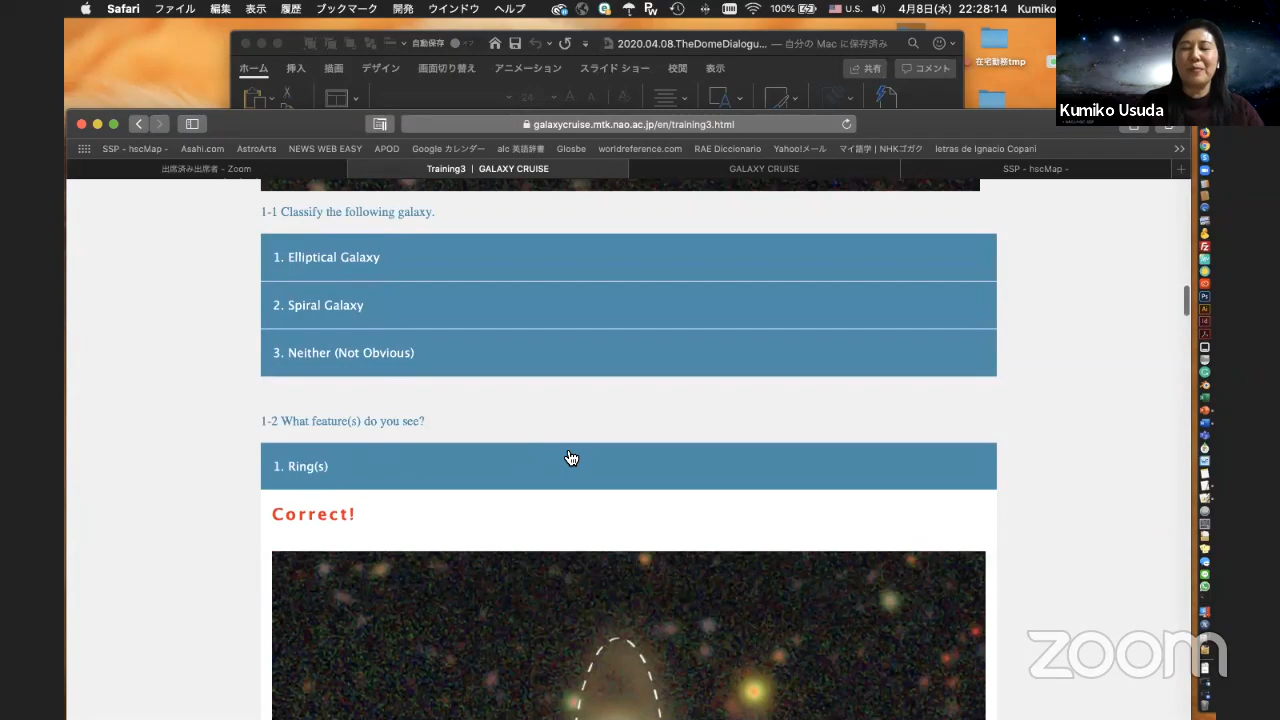 Safari ファイル 編集 表示 履歴 ブックマーク 開発 ウインドウ ヘルプ 100% U.S. 4月8日(水) 22:28:14 Kumiko
自動保存 2020.04.08.TheDomeDialogu... — 自分の Mac に保存済み
ホーム 挿入 描画 デザイン 画面切り替え アニメーション スライド ショー 校閲 表示 共有 コメント
24
在宅勤務tmp
Kumiko Usuda
galaxycruise.mtk.nao.ac.jp/en/training3.html
SSP - hscMap Asahi.com AstroArts NEWS WEB EASY APOD Google カレンダー alc 英語辞書 Glosbe worldreference.com RAE Diccionario Yahoo!メール マイ語学 | NHKゴガク letras de Ignacio Copani
出席済み出席者 - Zoom Training3 | GALAXY CRUISE GALAXY CRUISE SSP - hscMap -
1-1 Classify the following galaxy.
1. Elliptical Galaxy
2. Spiral Galaxy
3. Neither (Not Obvious)
1-2 What feature(s) do you see?
1. Ring(s)
Correct!
zoom